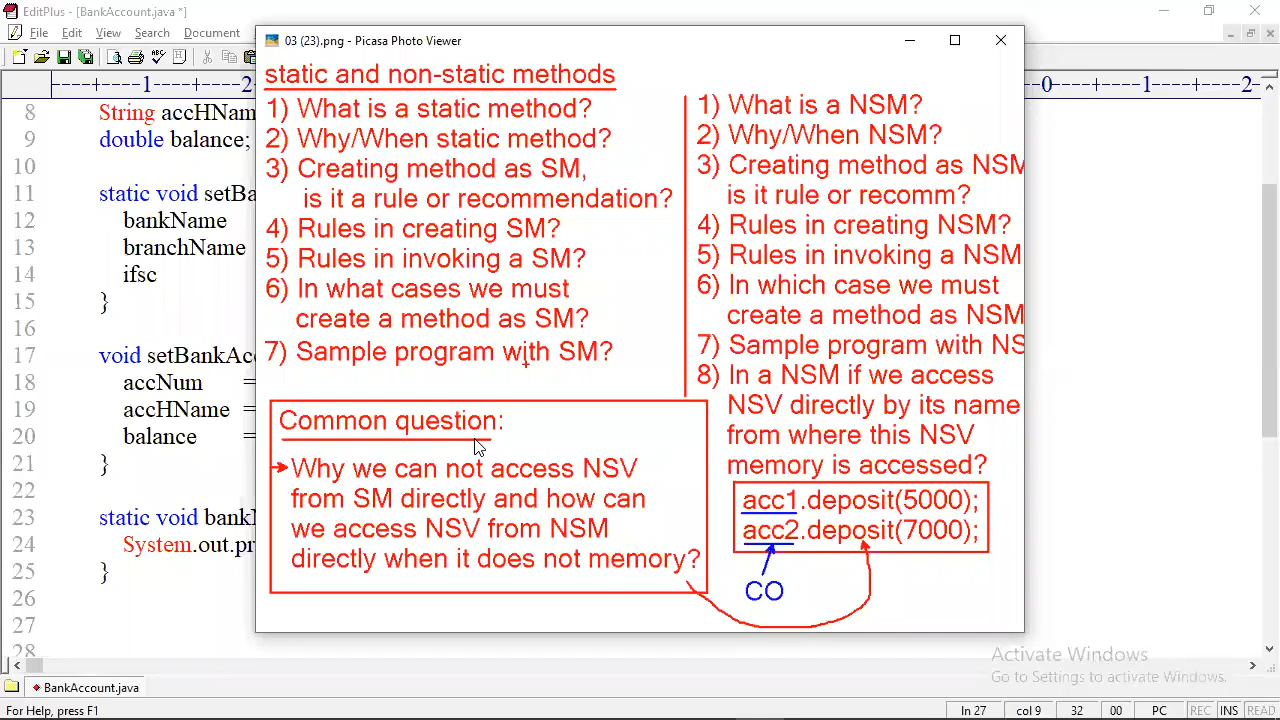 EditPlus - [BankAccount.java *]
File Edit View Search Document
03 (23).png - Picasa Photo Viewer
----+----1----+----2
0----+----1----+----2-
8 String accHNam
9 double balance;
10
11 static void setBa
12 bankName
13 branchName
14 ifsc
15 }
16
17 void setBankAcc
18 accNum =
19 accHName =
20 balance =
21 }
22
23 static void bankN
24 System.out.pr
25 }
26
27
28
static and non-static methods
1) What is a static method?
2) Why/When static method?
3) Creating method as SM,
is it a rule or recommendation?
4) Rules in creating SM?
5) Rules in invoking a SM?
6) In what cases we must
create a method as SM?
7) Sample program with SM?
Common question:
Why we can not access NSV
from SM directly and how can
we access NSV from NSM
directly when it does not memory?
1) What is a NSM?
2) Why/When NSM?
3) Creating method as NSM
is it rule or recomm?
4) Rules in creating NSM?
5) Rules in invoking a NSM
6) In which case we must
create a method as NSM
7) Sample program with NS
8) In a NSM if we access
NSV directly by its name
from where this NSV
memory is accessed?
acc1.deposit(5000);
acc2.deposit(7000);
CO
Activate Windows
Go to Settings to activate Windows.
BankAccount.java
For Help, press F1
ln 27 col 9 32 00 PC REC INS READ